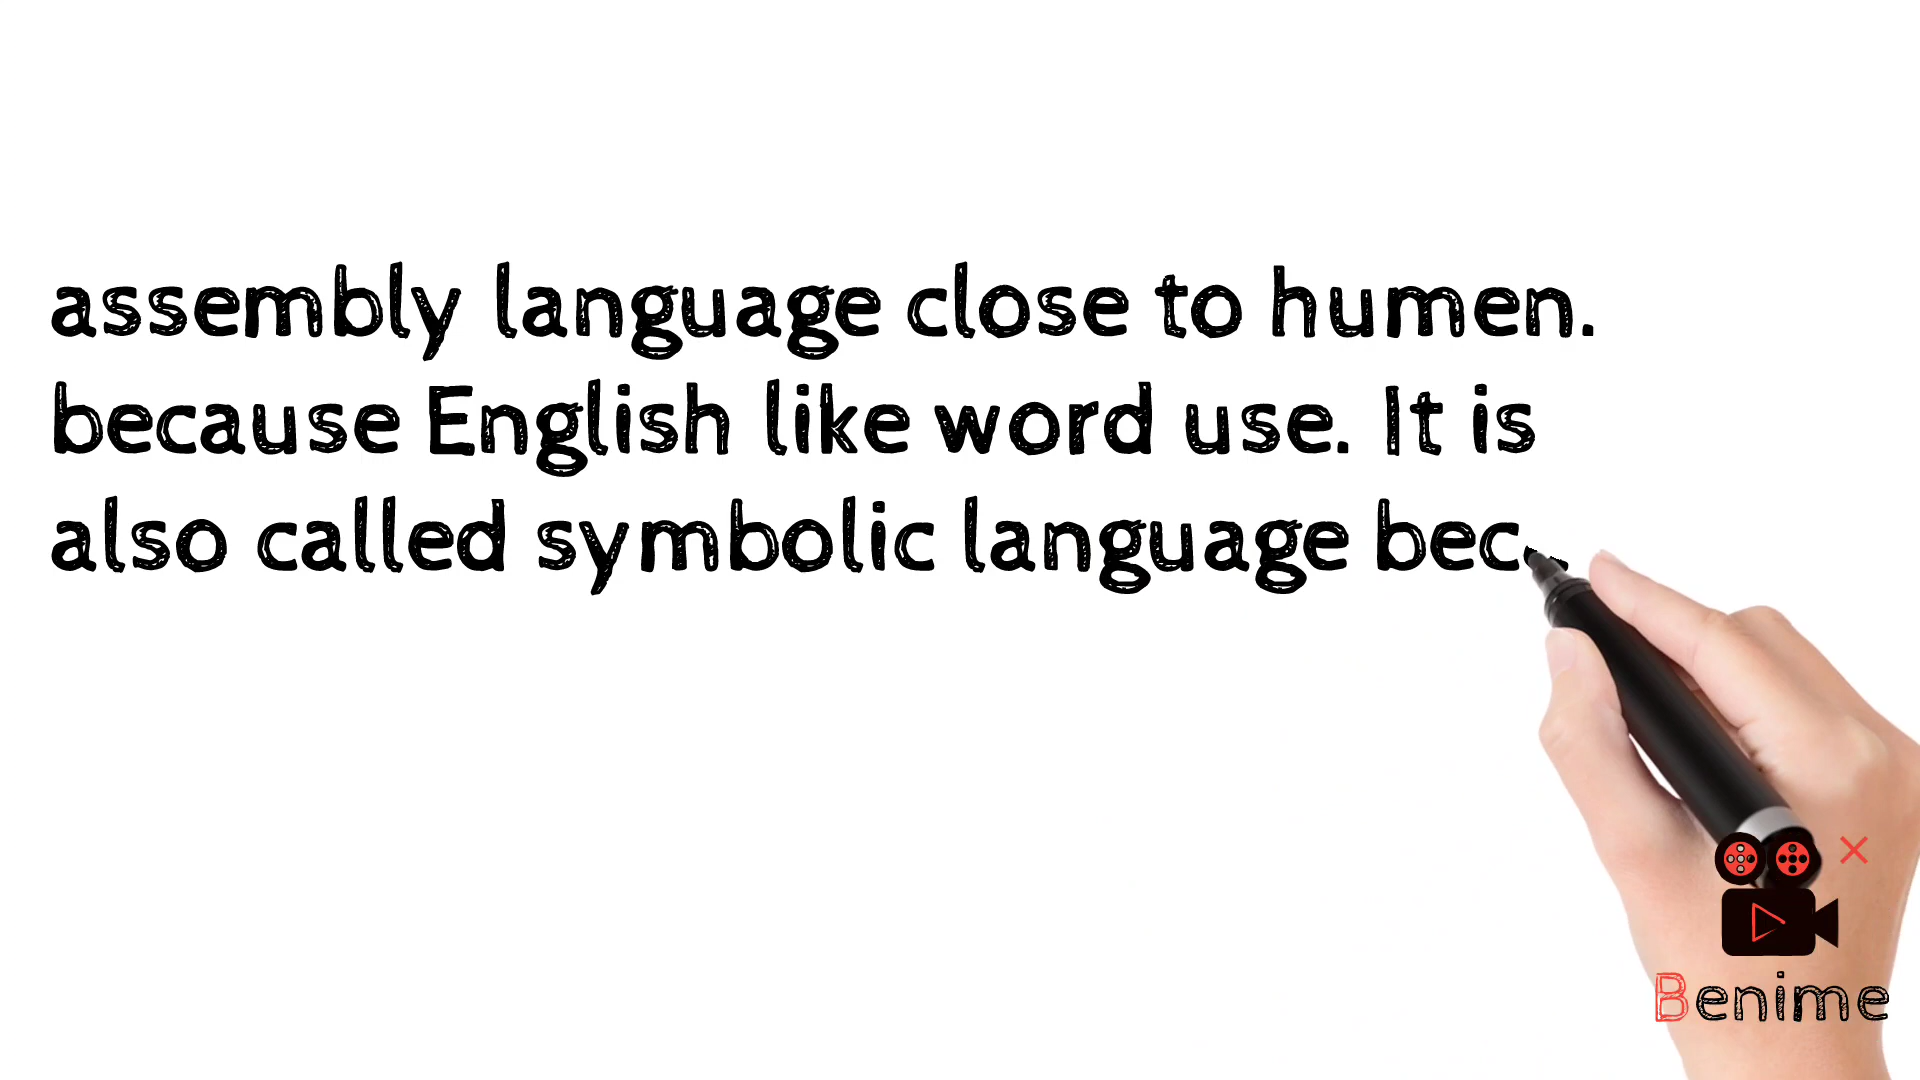 assembly language close to humen.
because English like word use. It is
also called symbolic language bec
Benime